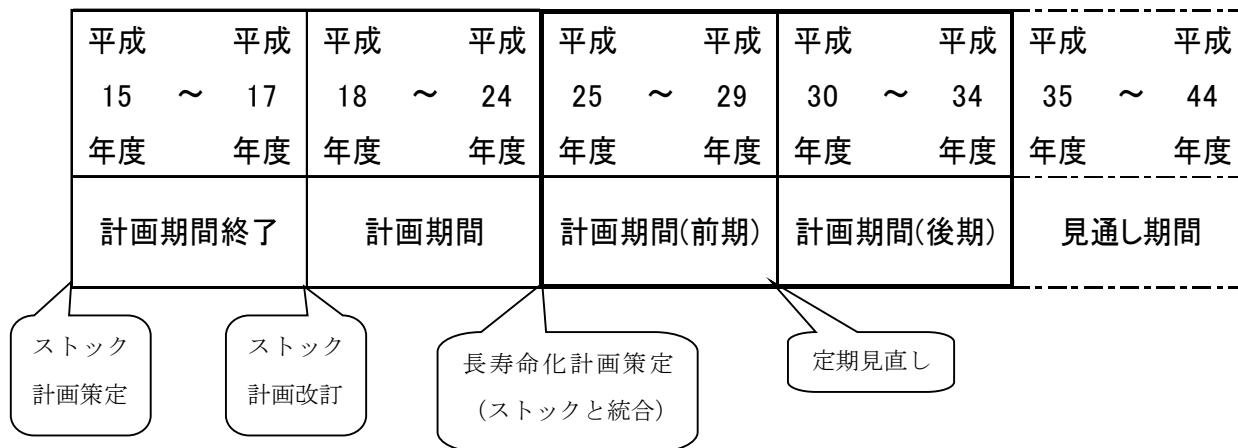 平成 平成 平成 平成 平成 平成 平成 平成 平成 平成
15 ～ 17 18 ～ 24 25 ～ 29 30 ～ 34 35 ～ 44
年度 年度 年度 年度 年度 年度 年度 年度 年度 年度
計画期間終了 計画期間 計画期間(前期) 計画期間(後期) 見通し期間
ストック
計画策定
ストック
計画改訂
長寿命化計画策定
（ストックと統合）
定期見直し